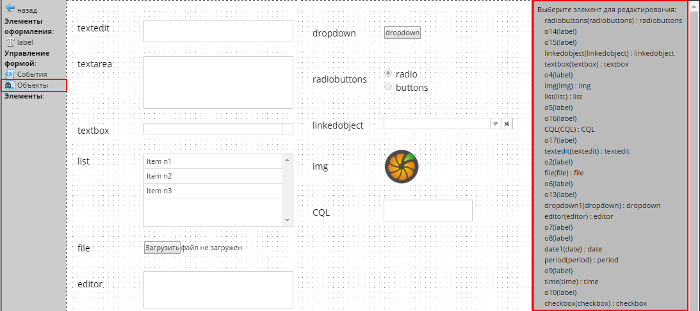 назад
Элементы
оформления:
label
Управление
формой:
События
Объекты
Элементы:
textedit
textarea
textbox
list
Item n1
Item n2
Item n3
file
Загрузить файл не загружен
editor
dropdown
dropdown
radiobuttons
radio
buttons
linkedobject
img
CQL
Выберите элемент для редактирования:
radiobuttons(radiobuttons) : radiobuttons
o14(label)
o15(label)
linkedobject(linkedobject) : linkedobject
textbox(textbox) : textbox
o4(label)
img(img) : img
list(list) : list
o5(label)
o16(label)
CQL(CQL) : CQL
o17(label)
textedit(textedit) : textedit
o2(label)
file(file) : file
o6(label)
o13(label)
dropdown1(dropdown) : dropdown
editor(editor) : editor
o7(label)
o8(label)
date1(date) : date
period(period) : period
o9(label)
time(time) : time
o10(label)
checkbox(checkbox) : checkbox